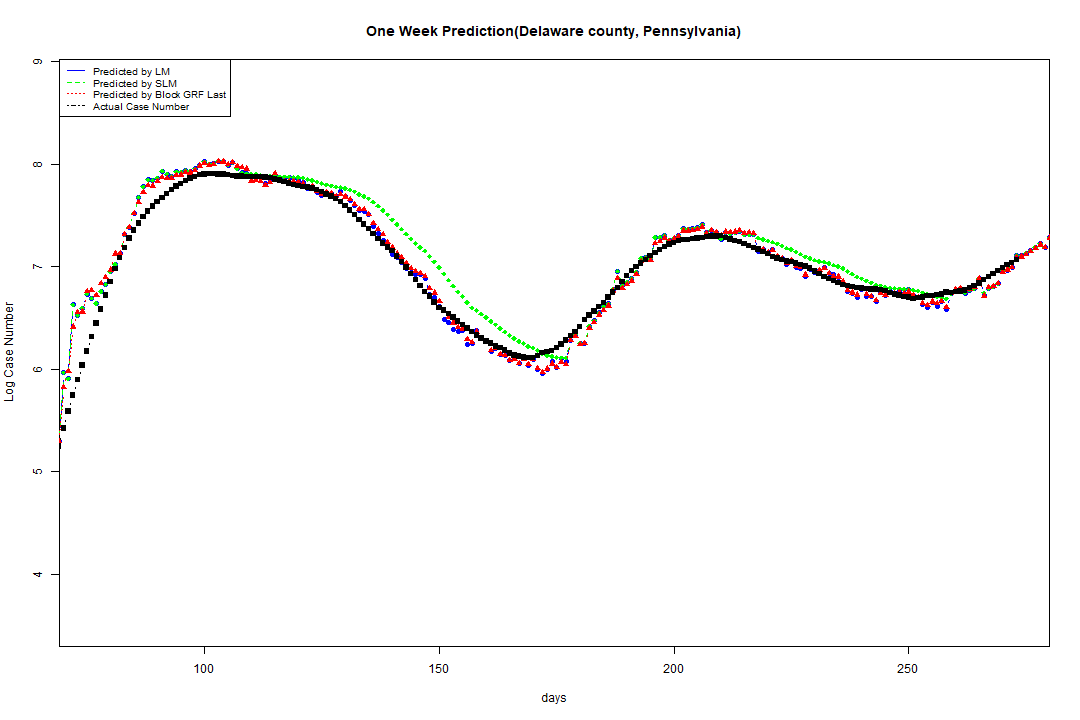 One Week Prediction(Delaware county, Pennsylvania)
Predicted by LM
Predicted by SLM
Predicted by Block GRF Last
Actual Case Number
9
8
7
6
5
4
Log Case Number
100
150
200
250
days